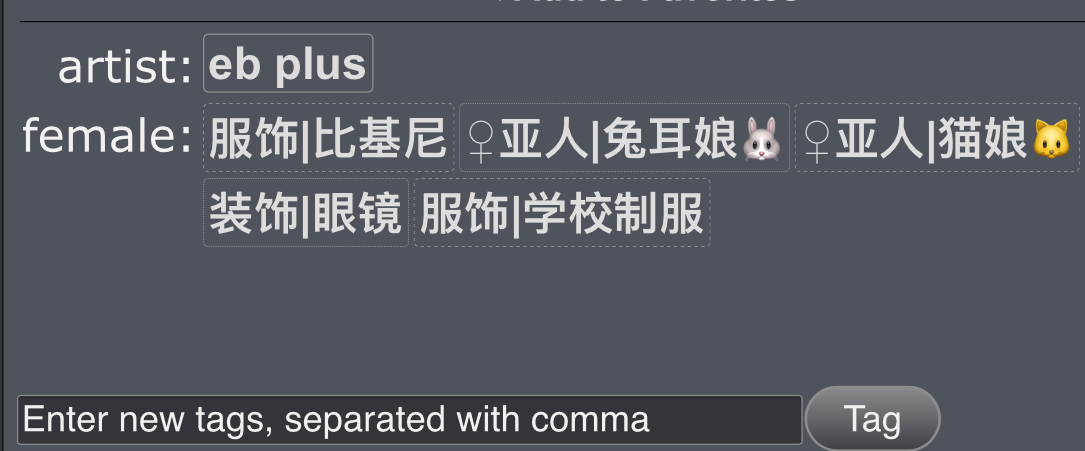 artist: eb plus
female: 服饰|比基尼 ♀亚人|兔耳娘🐰 ♀亚人|猫娘🐱
装饰|眼镜 服饰|学校制服
Enter new tags, separated with comma Tag